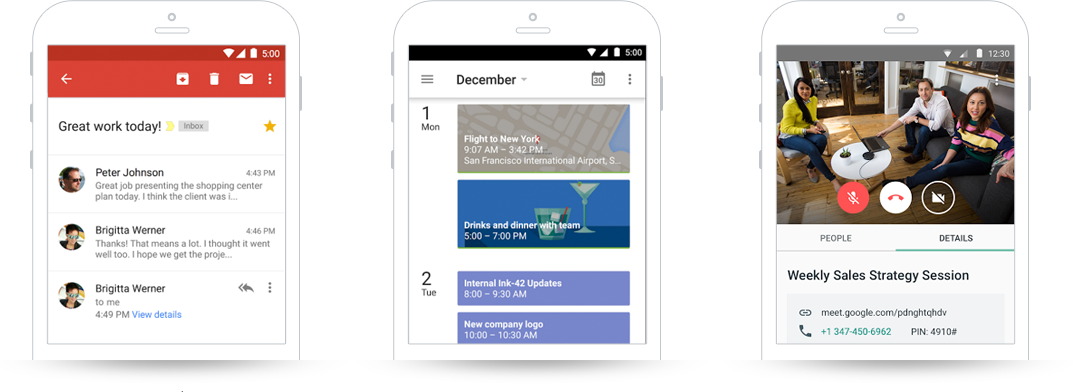 5:00
Great work today! Inbox
Peter Johnson 4:43 PM
Great job presenting the shopping center
plan today. I think the client was i...
Brigitta Werner 4:46 PM
Thanks! That means a lot. I thought it went
well too. I hope we get the proje...
Brigitta Werner
to me
4:49 PM View details
5:00
December
30
1
Mon
Flight to New York
9:07 AM – 3:42 PM
San Francisco International Airport, S...
Drinks and dinner with team
5:00 – 7:00 PM
2
Tue
Internal Ink-42 Updates
8:00 – 9:30 AM
New company logo
10:00 – 10:30 AM
12:30
PEOPLE DETAILS
Weekly Sales Strategy Session
meet.google.com/pdnghtqhdv
+1 347-450-6962 PIN: 4910#